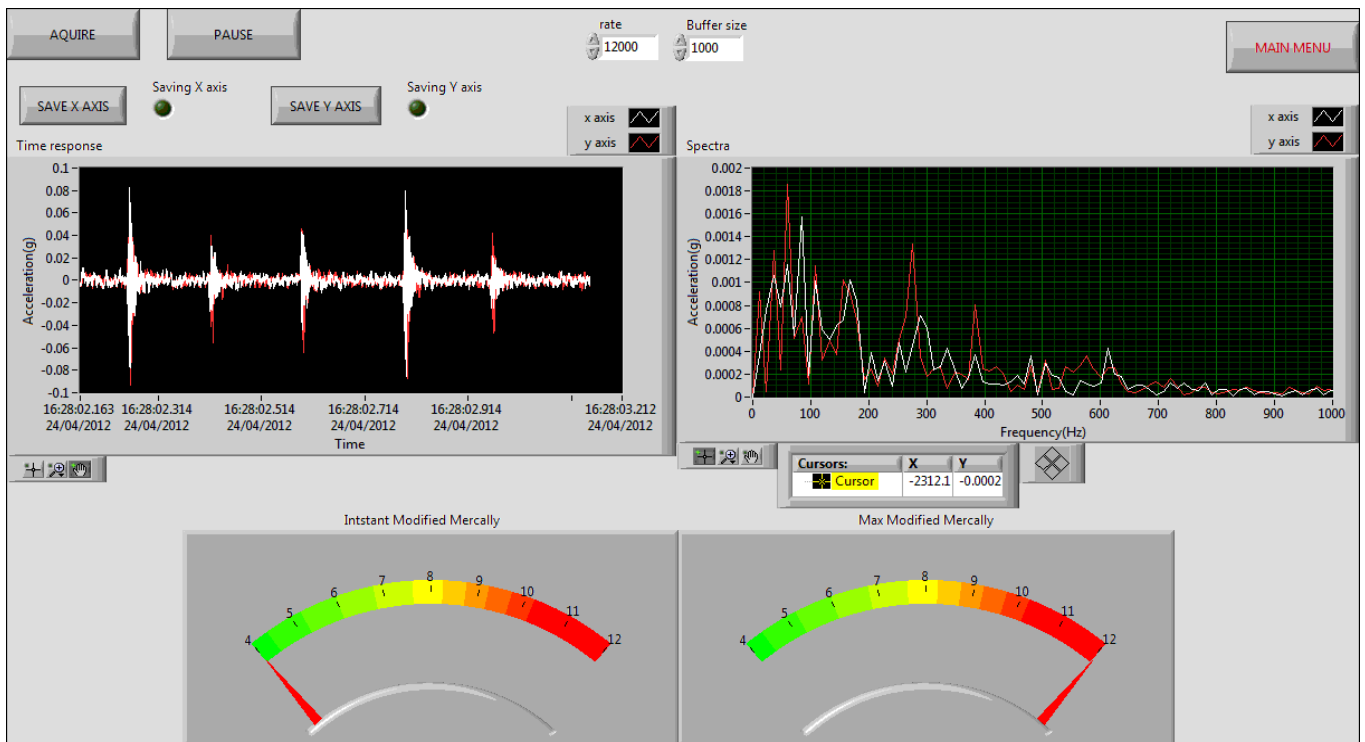 AQUIRE
PAUSE
rate
12000
Buffer size
1000
MAIN MENU
SAVE X AXIS
Saving X axis
SAVE Y AXIS
Saving Y axis
x axis
y axis
x axis
y axis
Time response
Acceleration(g)
0.1
0.08
0.06
0.04
0.02
0
-0.02
-0.04
-0.06
-0.08
-0.1
16:28:02.163 16:28:02.314 16:28:02.514 16:28:02.714 16:28:02.914 16:28:03.212
24/04/2012 24/04/2012 24/04/2012 24/04/2012 24/04/2012 24/04/2012
Time
Spectra
Acceleration(g)
0.002
0.0018
0.0016
0.0014
0.0012
0.001
0.0008
0.0006
0.0004
0.0002
0
0 100 200 300 400 500 600 700 800 900 1000
Frequency(Hz)
Cursors: X Y
Cursor -2312.1 -0.0002
Intstant Modified Mercally
4 5 6 7 8 9 10 11 12
Max Modified Mercally
4 5 6 7 8 9 10 11 12